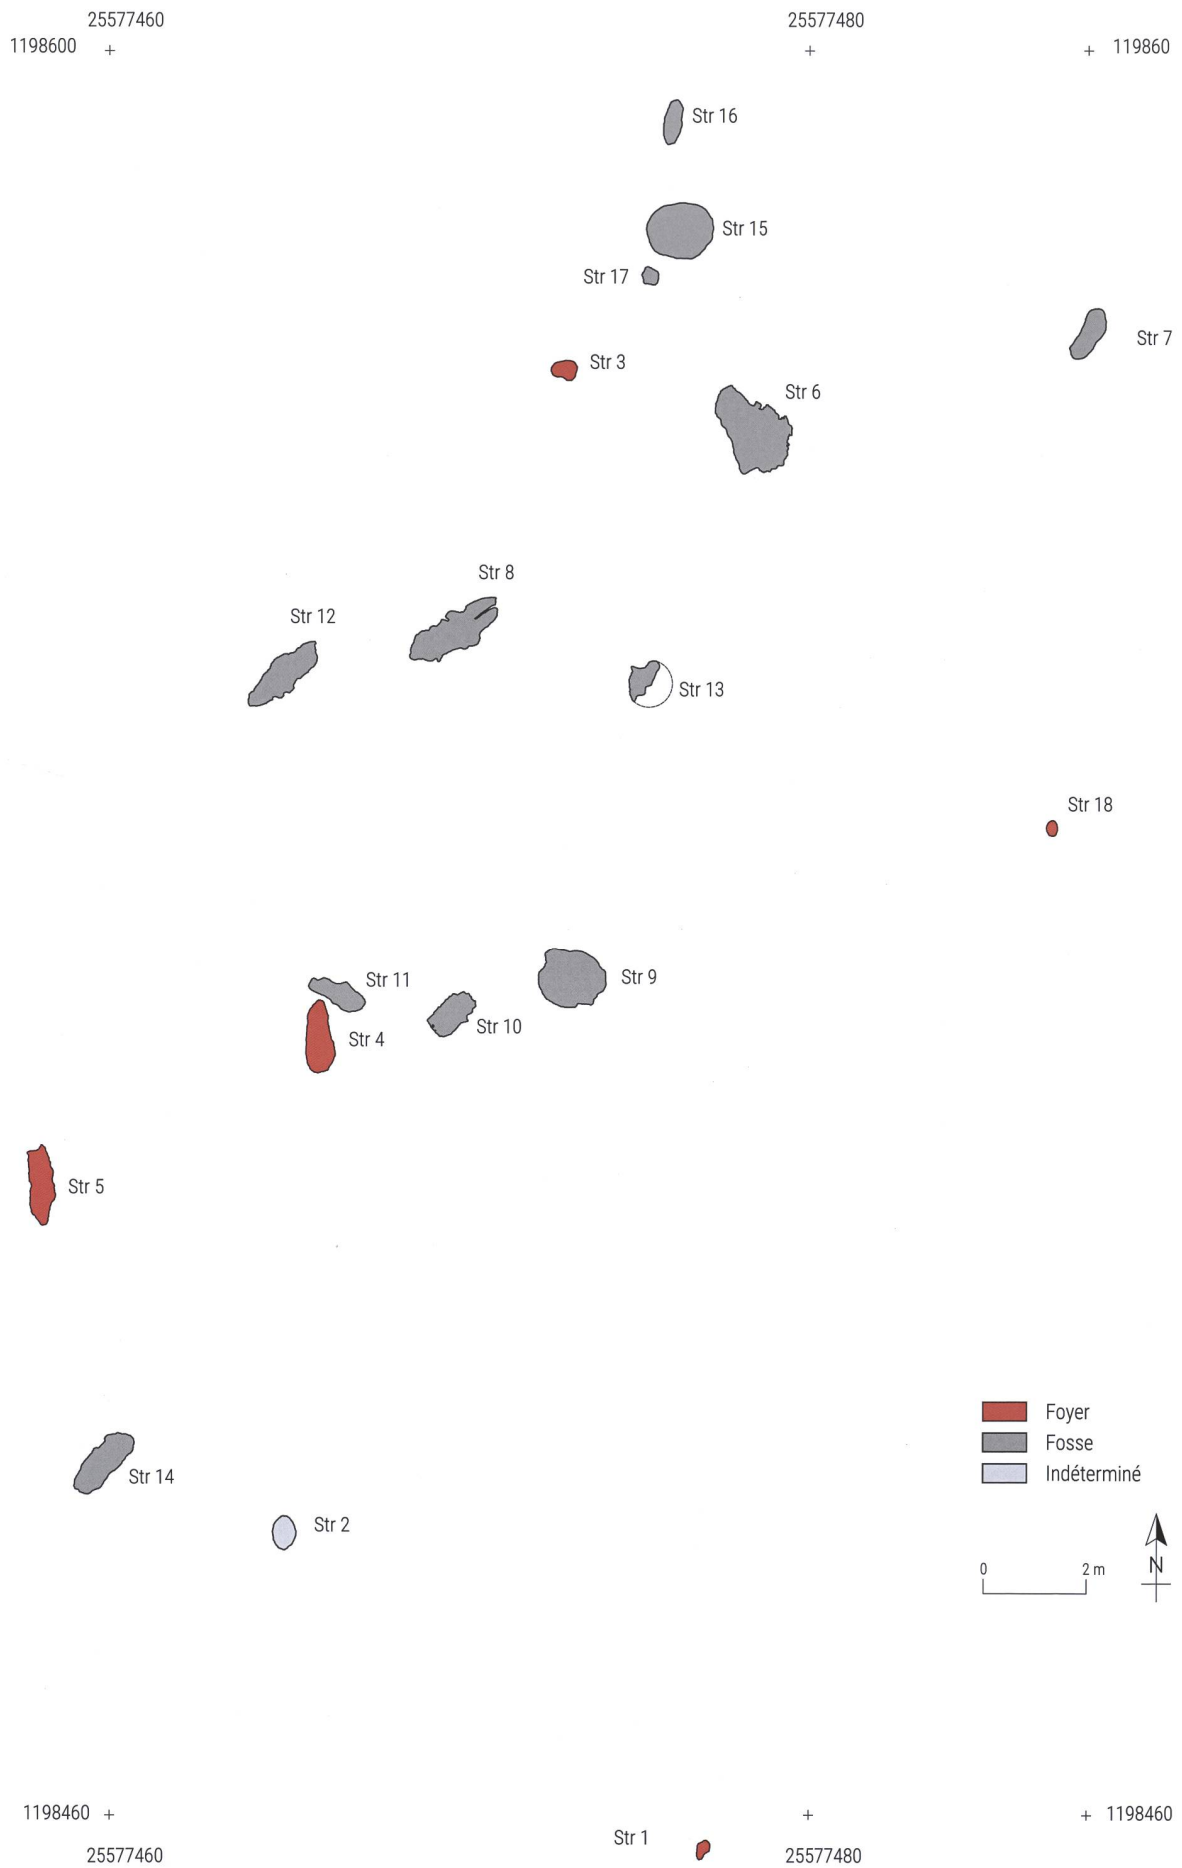 25577460
25577480
1198600
119860
Str 16
Str 15
Str 17
Str 7
Str 3
Str 6
Str 8
Str 12
Str 13
Str 18
Str 11
Str 9
Str 10
Str 4
Str 5
Foyer
Fosse
Str 14
Indéterminé
Str 2
0 2 m
N
1198460
1198460
Str 1
25577460
25577480